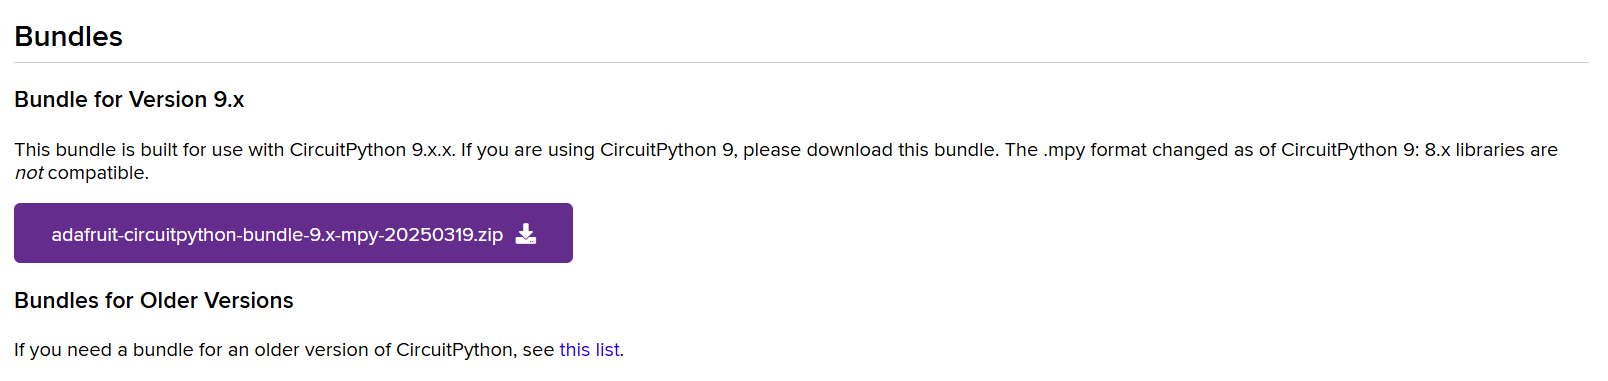 Bundles
Bundle for Version 9.x
This bundle is built for use with CircuitPython 9.x.x. If you are using CircuitPython 9, please download this bundle. The .mpy format changed as of CircuitPython 9: 8.x libraries are
not compatible.
adafruit-circuitpython-bundle-9.x-mpy-20250319.zip
Bundles for Older Versions
If you need a bundle for an older version of CircuitPython, see this list.